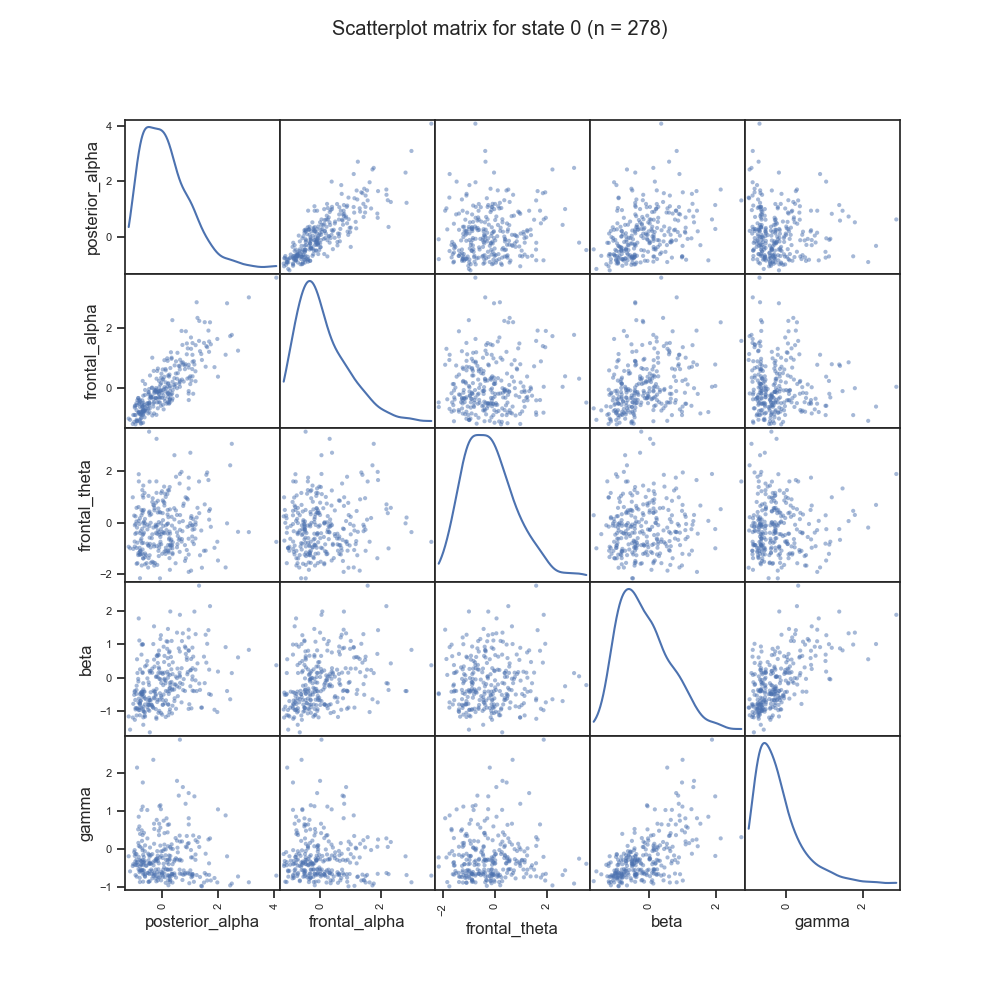 Scatterplot matrix for state 0 (n = 278)
posterior_alpha
4
2
0
frontal_alpha
2
0
frontal_theta
2
0
−2
beta
2
1
0
−1
gamma
2
1
0
−1
0 2 4 0 2 −2 0 2 0 2 0 2
posterior_alpha frontal_alpha frontal_theta beta gamma